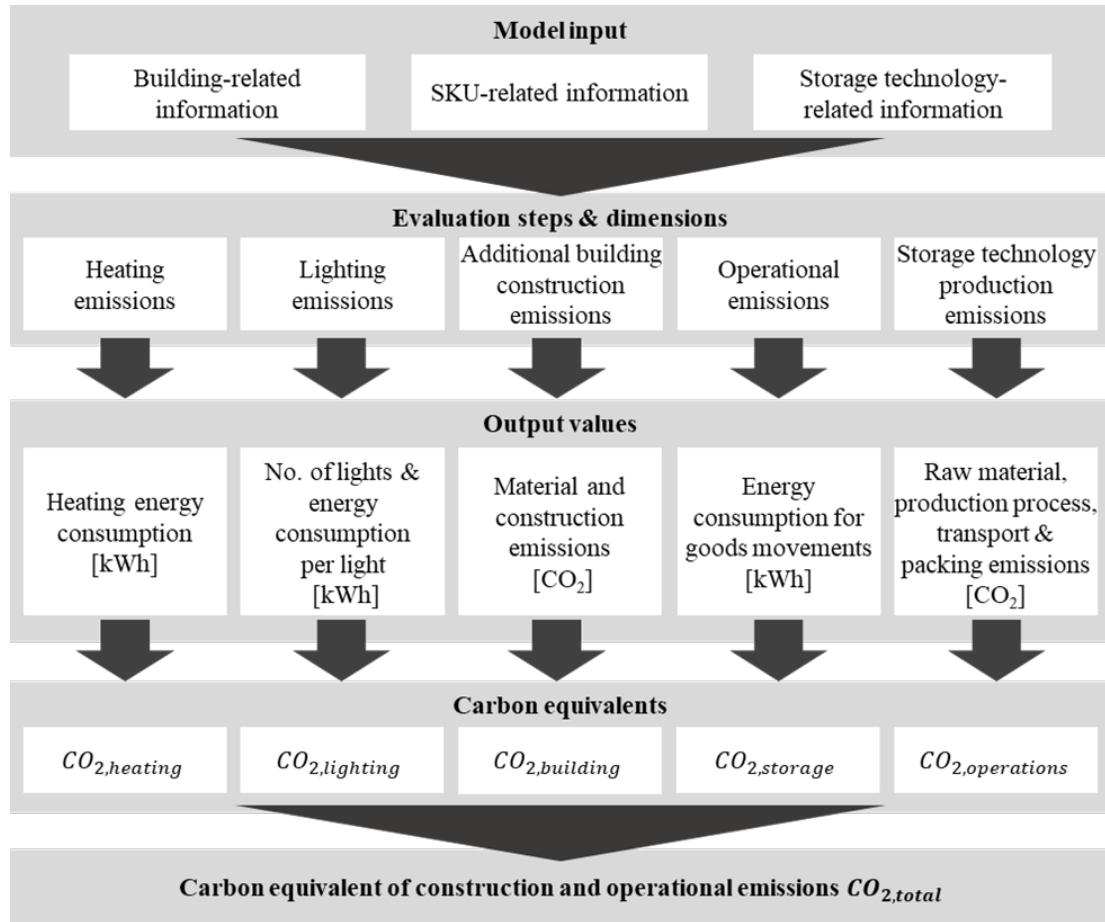 Model input
Building-related
information
SKU-related information
Storage technology-
related information
Evaluation steps & dimensions
Heating
emissions
Lighting
emissions
Additional building
construction
emissions
Operational
emissions
Storage technology
production
emissions
Output values
Heating energy
consumption
[kWh]
No. of lights &
energy
consumption
per light
[kWh]
Material and
construction
emissions
[CO₂]
Energy
consumption for
goods movements
[kWh]
Raw material,
production process,
transport &
packing emissions
[CO₂]
Carbon equivalents
CO₂,heating
CO₂,lighting
CO₂,building
CO₂,storage
CO₂,operations
Carbon equivalent of construction and operational emissions CO₂,total